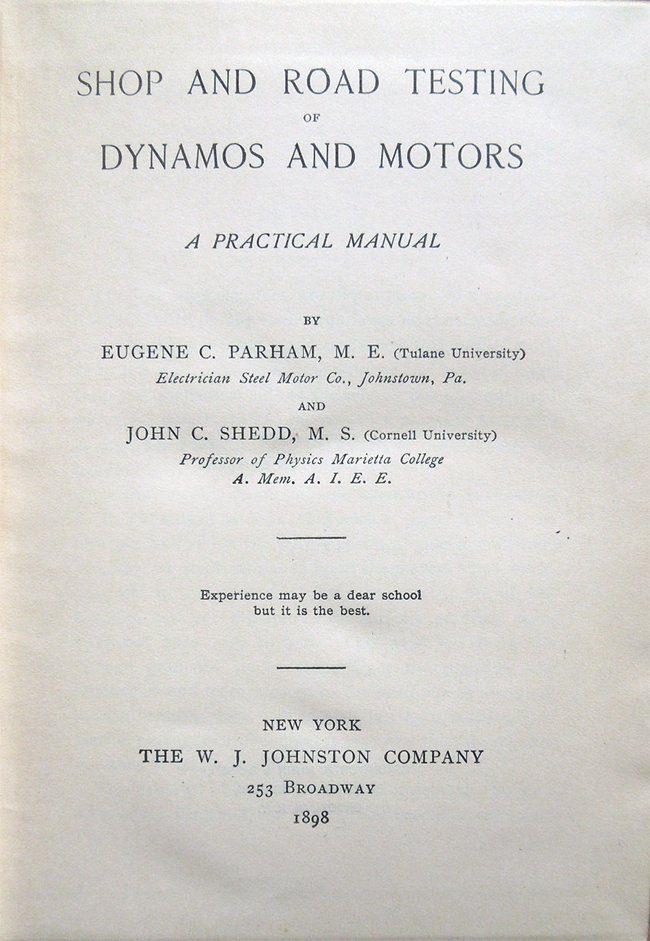 SHOP AND ROAD TESTING
OF
DYNAMOS AND MOTORS
A PRACTICAL MANUAL
BY
EUGENE C. PARHAM, M. E. (Tulane University)
Electrician Steel Motor Co., Johnstown, Pa.
AND
JOHN C. SHEDD, M. S. (Cornell University)
Professor of Physics Marietta College
A. Mem. A. I. E. E.
Experience may be a dear school
but it is the best.
NEW YORK
THE W. J. JOHNSTON COMPANY
253 BROADWAY
1898